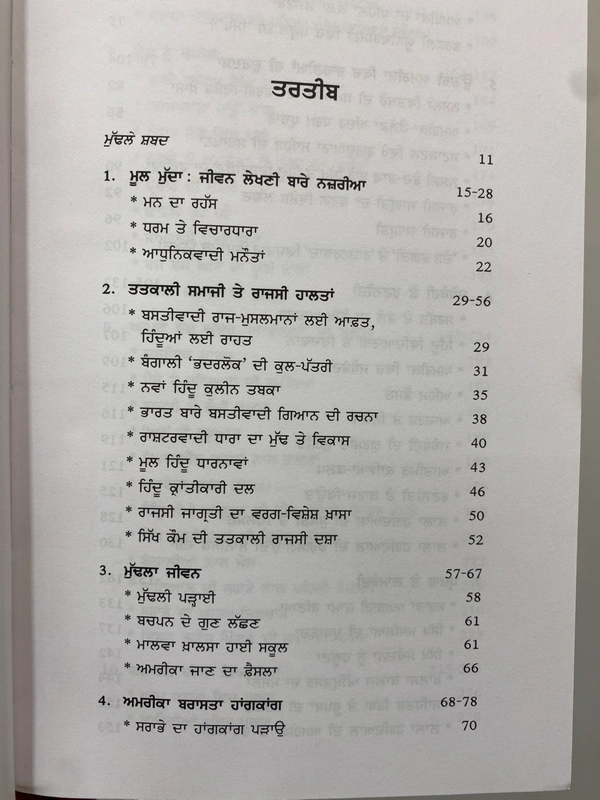 ਤਰਤੀਬ
ਮੁੱਢਲੇ ਸ਼ਬਦ 11
1. ਮੂਲ ਮੁੱਦਾ : ਜੀਵਨ ਲੇਖਣੀ ਬਾਰੇ ਨਜ਼ਰੀਆ 15-28
* ਮਨ ਦਾ ਰਹੱਸ 16
* ਧਰਮ ਤੇ ਵਿਚਾਰਧਾਰਾ 20
* ਆਧੁਨਿਕਵਾਦੀ ਮਨੌਤਾਂ 22
2. ਤਤਕਾਲੀ ਸਮਾਜੀ ਤੇ ਰਾਜਸੀ ਹਾਲਤਾਂ 29-56
* ਬਸਤੀਵਾਦੀ ਰਾਜ-ਮੁਸਲਮਾਨਾਂ ਲਈ ਆਫ਼ਤ,
ਹਿੰਦੂਆਂ ਲਈ ਰਾਹਤ 29
* ਬੰਗਾਲੀ ‘ਭਦਰਲੋਕ’ ਦੀ ਕੁਲ-ਪੱਤਰੀ 31
* ਨਵਾਂ ਹਿੰਦੂ ਕੁਲੀਨ ਤਬਕਾ 35
* ਭਾਰਤ ਬਾਰੇ ਬਸਤੀਵਾਦੀ ਗਿਆਨ ਦੀ ਰਚਨਾ 38
* ਰਾਸ਼ਟਰਵਾਦੀ ਧਾਰਾ ਦਾ ਮੁੱਢ ਤੇ ਵਿਕਾਸ 40
* ਮੂਲ ਹਿੰਦੂ ਧਾਰਨਾਵਾਂ 43
* ਹਿੰਦੂ ਕ੍ਰਾਂਤੀਕਾਰੀ ਦਲ 46
* ਰਾਜਸੀ ਜਾਗ੍ਰਤੀ ਦਾ ਵਰਗ-ਵਿਸ਼ੇਸ਼ ਖ਼ਾਸਾ 50
* ਸਿੱਖ ਕੌਮ ਦੀ ਤਤਕਾਲੀ ਰਾਜਸੀ ਦਸ਼ਾ 52
3. ਮੁੱਢਲਾ ਜੀਵਨ 57-67
* ਮੁੱਢਲੀ ਪੜ੍ਹਾਈ 58
* ਬਚਪਨ ਦੇ ਗੁਣ ਲੱਛਣ 61
* ਮਾਲਵਾ ਖ਼ਾਲਸਾ ਹਾਈ ਸਕੂਲ 61
* ਅਮਰੀਕਾ ਜਾਣ ਦਾ ਫ਼ੈਸਲਾ 66
4. ਅਮਰੀਕਾ ਬਰਾਸਤਾ ਹਾਂਗਕਾਂਗ 68-78
* ਸਰਾਭੇ ਦਾ ਹਾਂਗਕਾਂਗ ਪੜਾਉ 70